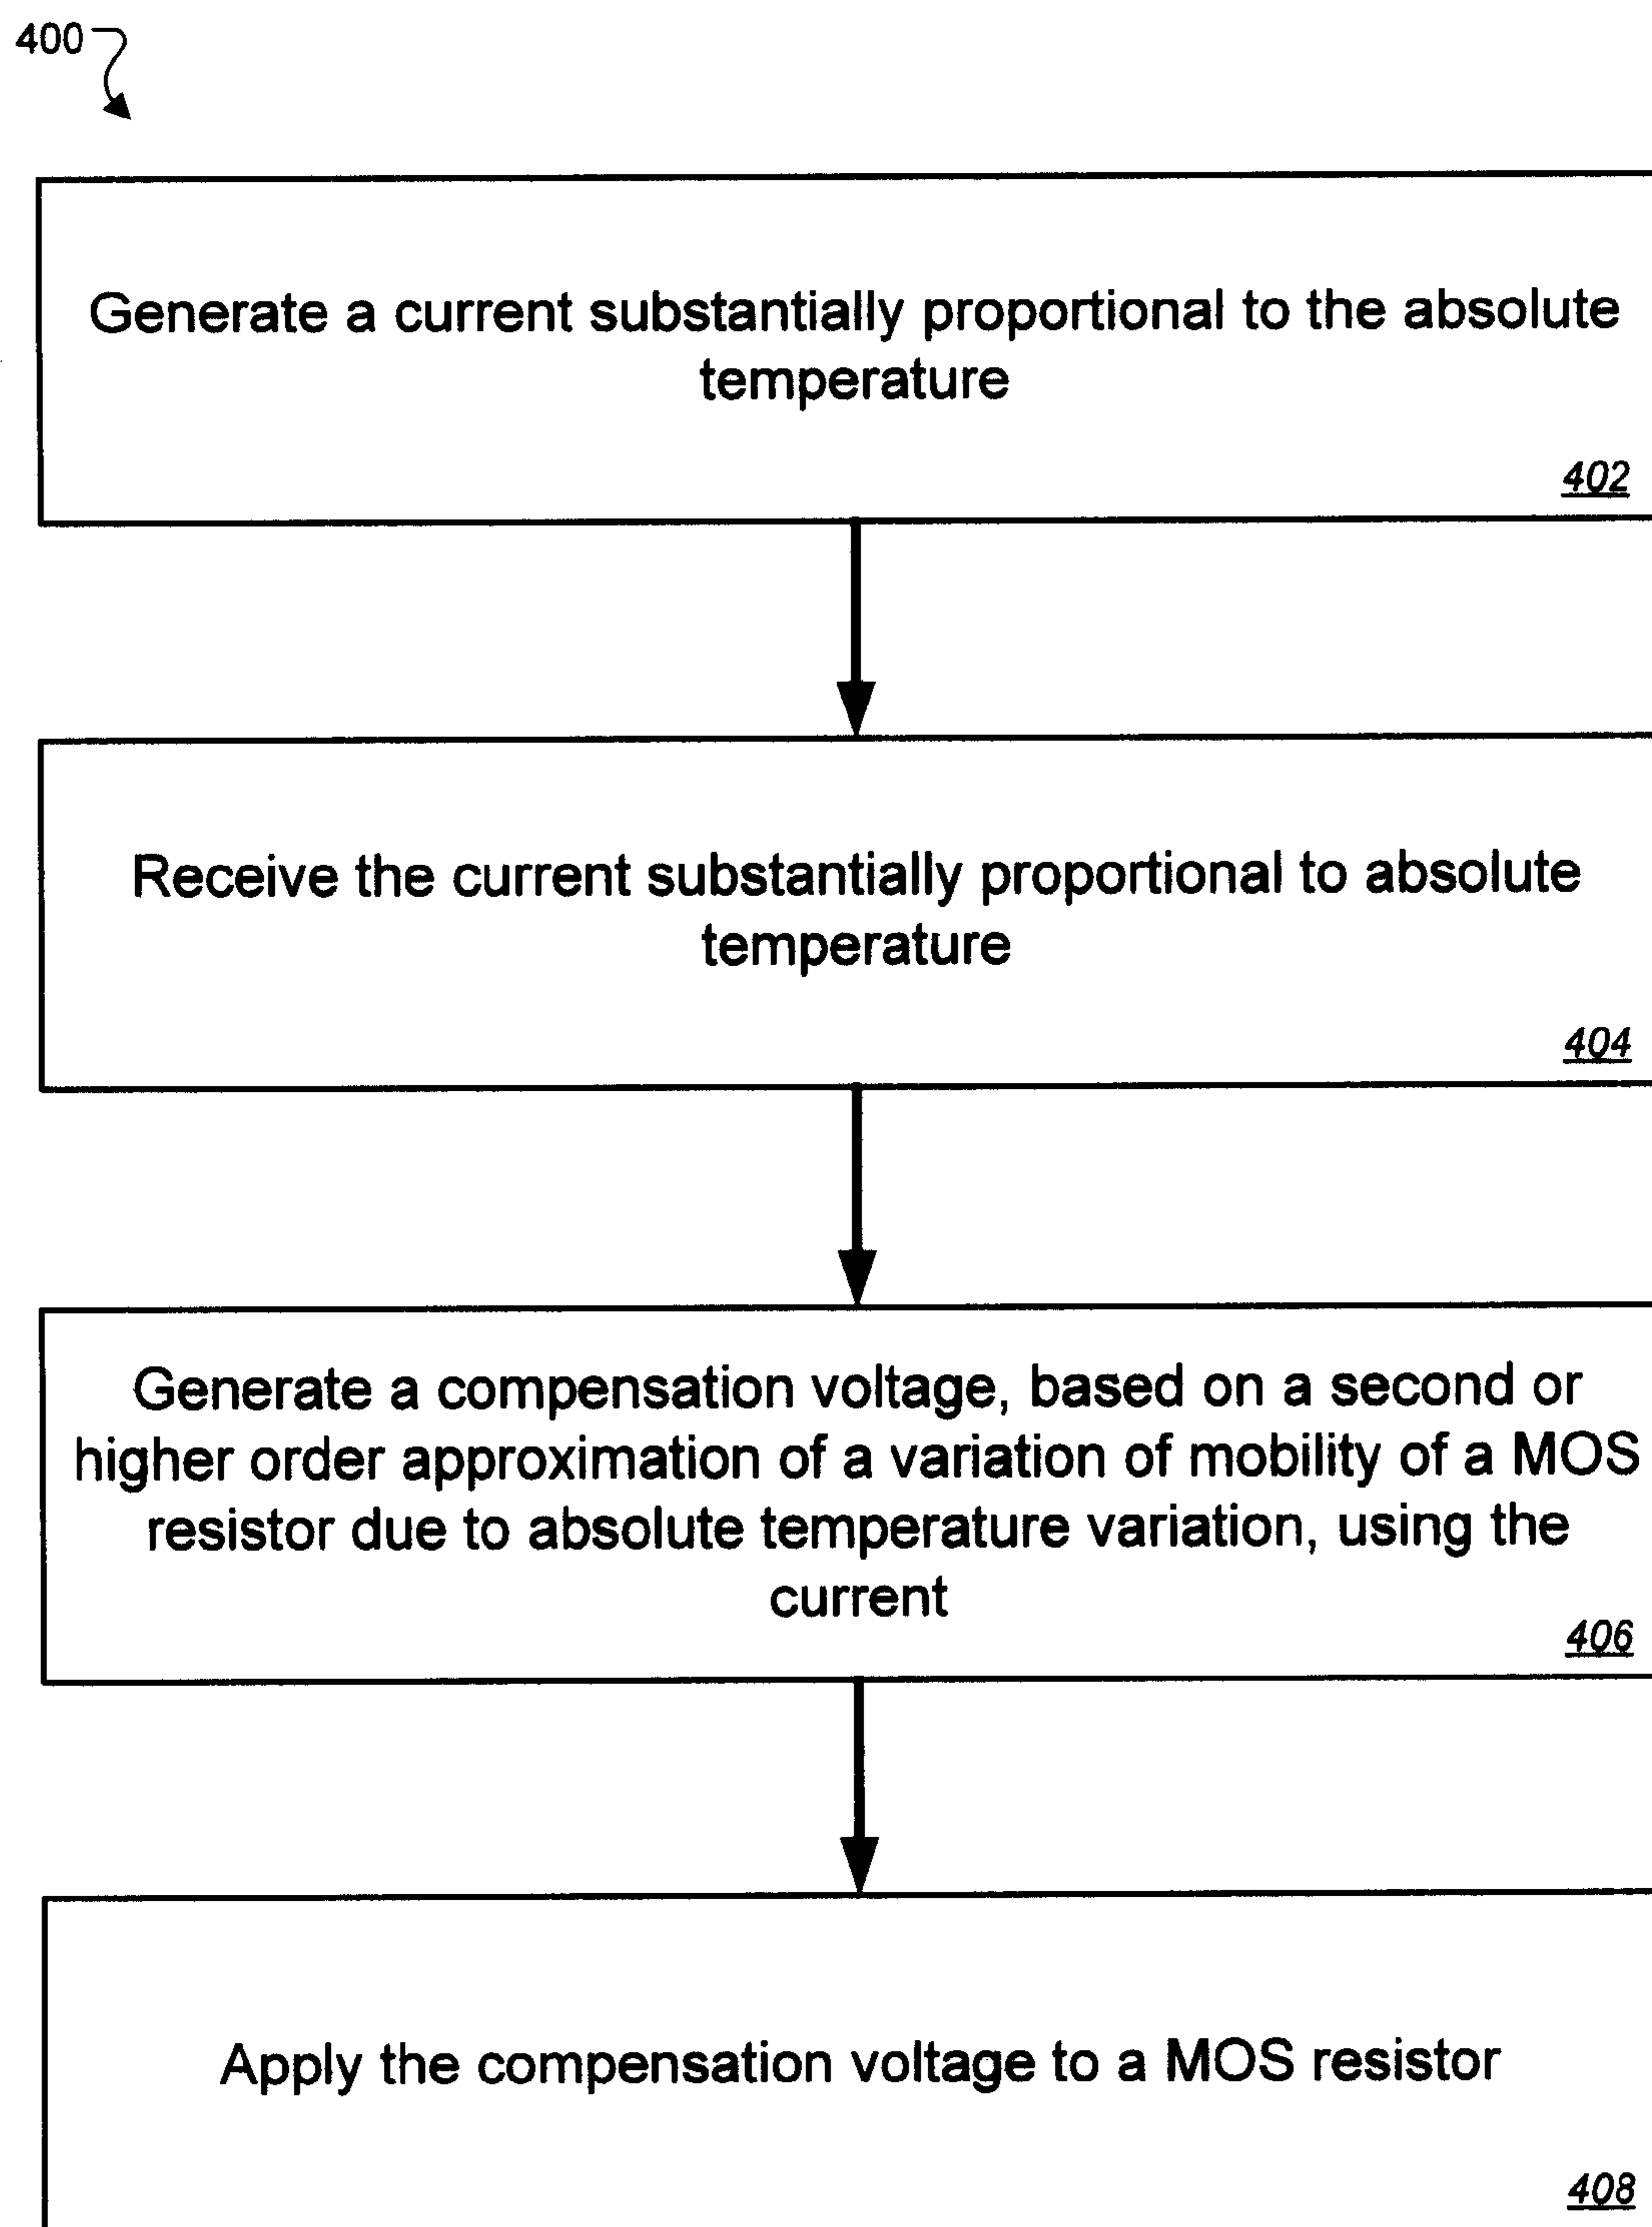 400
Generate a current substantially proportional to the absolute
temperature
402
Receive the current substantially proportional to absolute
temperature
404
Generate a compensation voltage, based on a second or
higher order approximation of a variation of mobility of a MOS
resistor due to absolute temperature variation, using the
current
406
Apply the compensation voltage to a MOS resistor
408